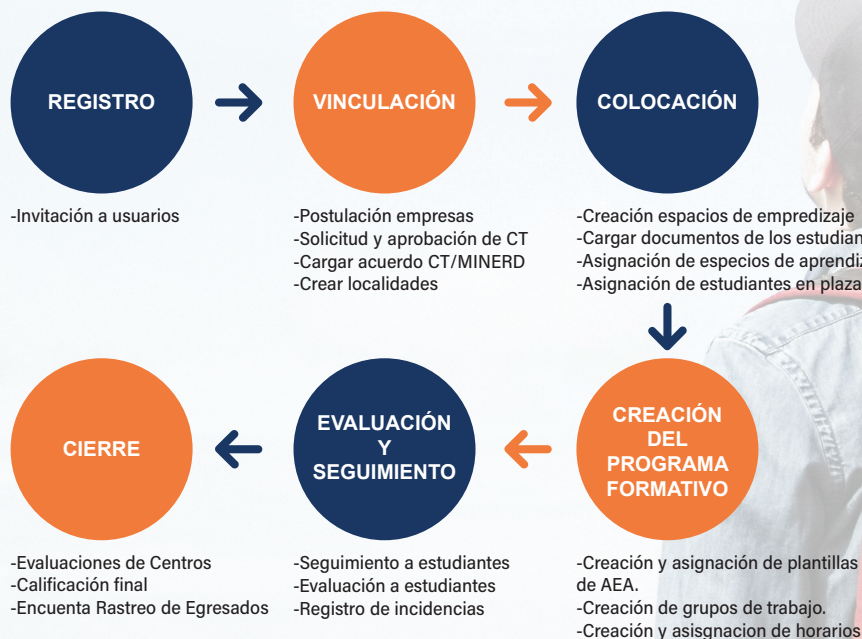 REGISTRO
-Invitación a usuarios
VINCULACIÓN
-Postulación empresas
-Solicitud y aprobación de CT
-Cargar acuerdo CT/MINERD
-Crear localidades
COLOCACIÓN
-Creación espacios de empredizaje
-Cargar documentos de los
-Asignación de especios de
-Asignación de estudiantes en plaza
CREACIÓN
DEL
PROGRAMA
FORMATIVO
-Creación y asignación de plantillas
de AEA.
-Creación de grupos de trabajo.
-Creación y asisgnacion de horarios
EVALUACIÓN
Y
SEGUIMIENTO
-Seguimiento a estudiantes
-Evaluación a estudiantes
-Registro de incidencias
CIERRE
-Evaluaciones de Centros
-Calificación final
-Encuenta Rastreo de Egresados